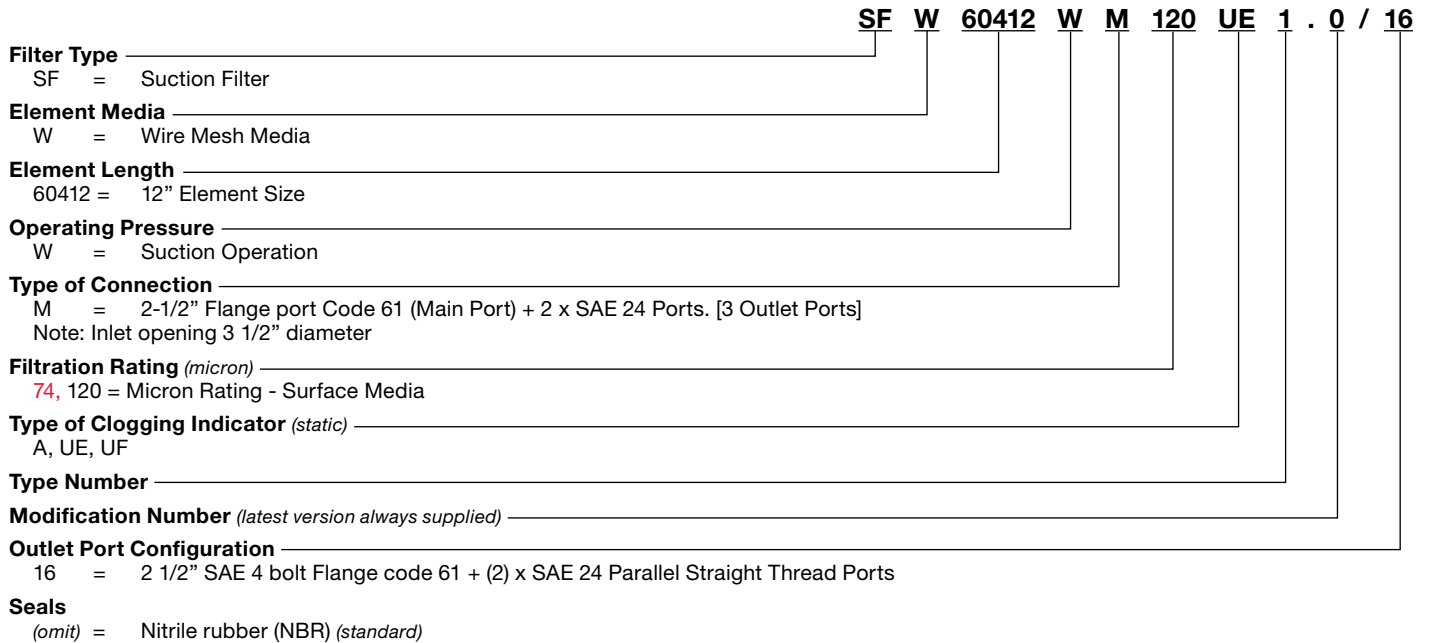 SF W 60412 W M 120 UE 1 . 0 / 16
Filter Type
SF = Suction Filter
Element Media
W = Wire Mesh Media
Element Length
60412 = 12” Element Size
Operating Pressure
W = Suction Operation
Type of Connection
M = 2-1/2” Flange port Code 61 (Main Port) + 2 x SAE 24 Ports. [3 Outlet Ports]
Note: Inlet opening 3 1/2” diameter
Filtration Rating (micron)
74, 120 = Micron Rating - Surface Media
Type of Clogging Indicator (static)
A, UE, UF
Type Number
Modification Number (latest version always supplied)
Outlet Port Configuration
16 = 2 1/2” SAE 4 bolt Flange code 61 + (2) x SAE 24 Parallel Straight Thread Ports
Seals
(omit) = Nitrile rubber (NBR) (standard)